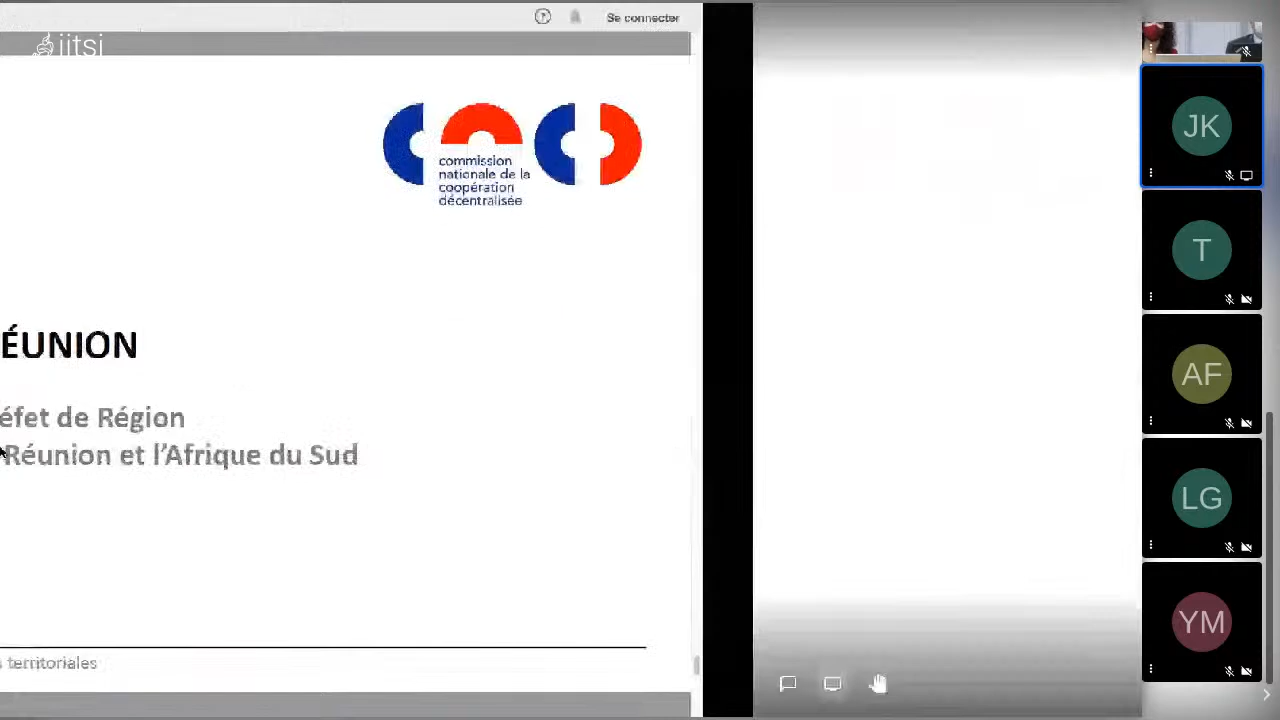 Se connecter
jitsi
commission
nationale de la
coopération
décentralisée
ÉUNION
éfet de Région
Réunion et l’Afrique du Sud
s territoriales
JK
T
AF
LG
YM